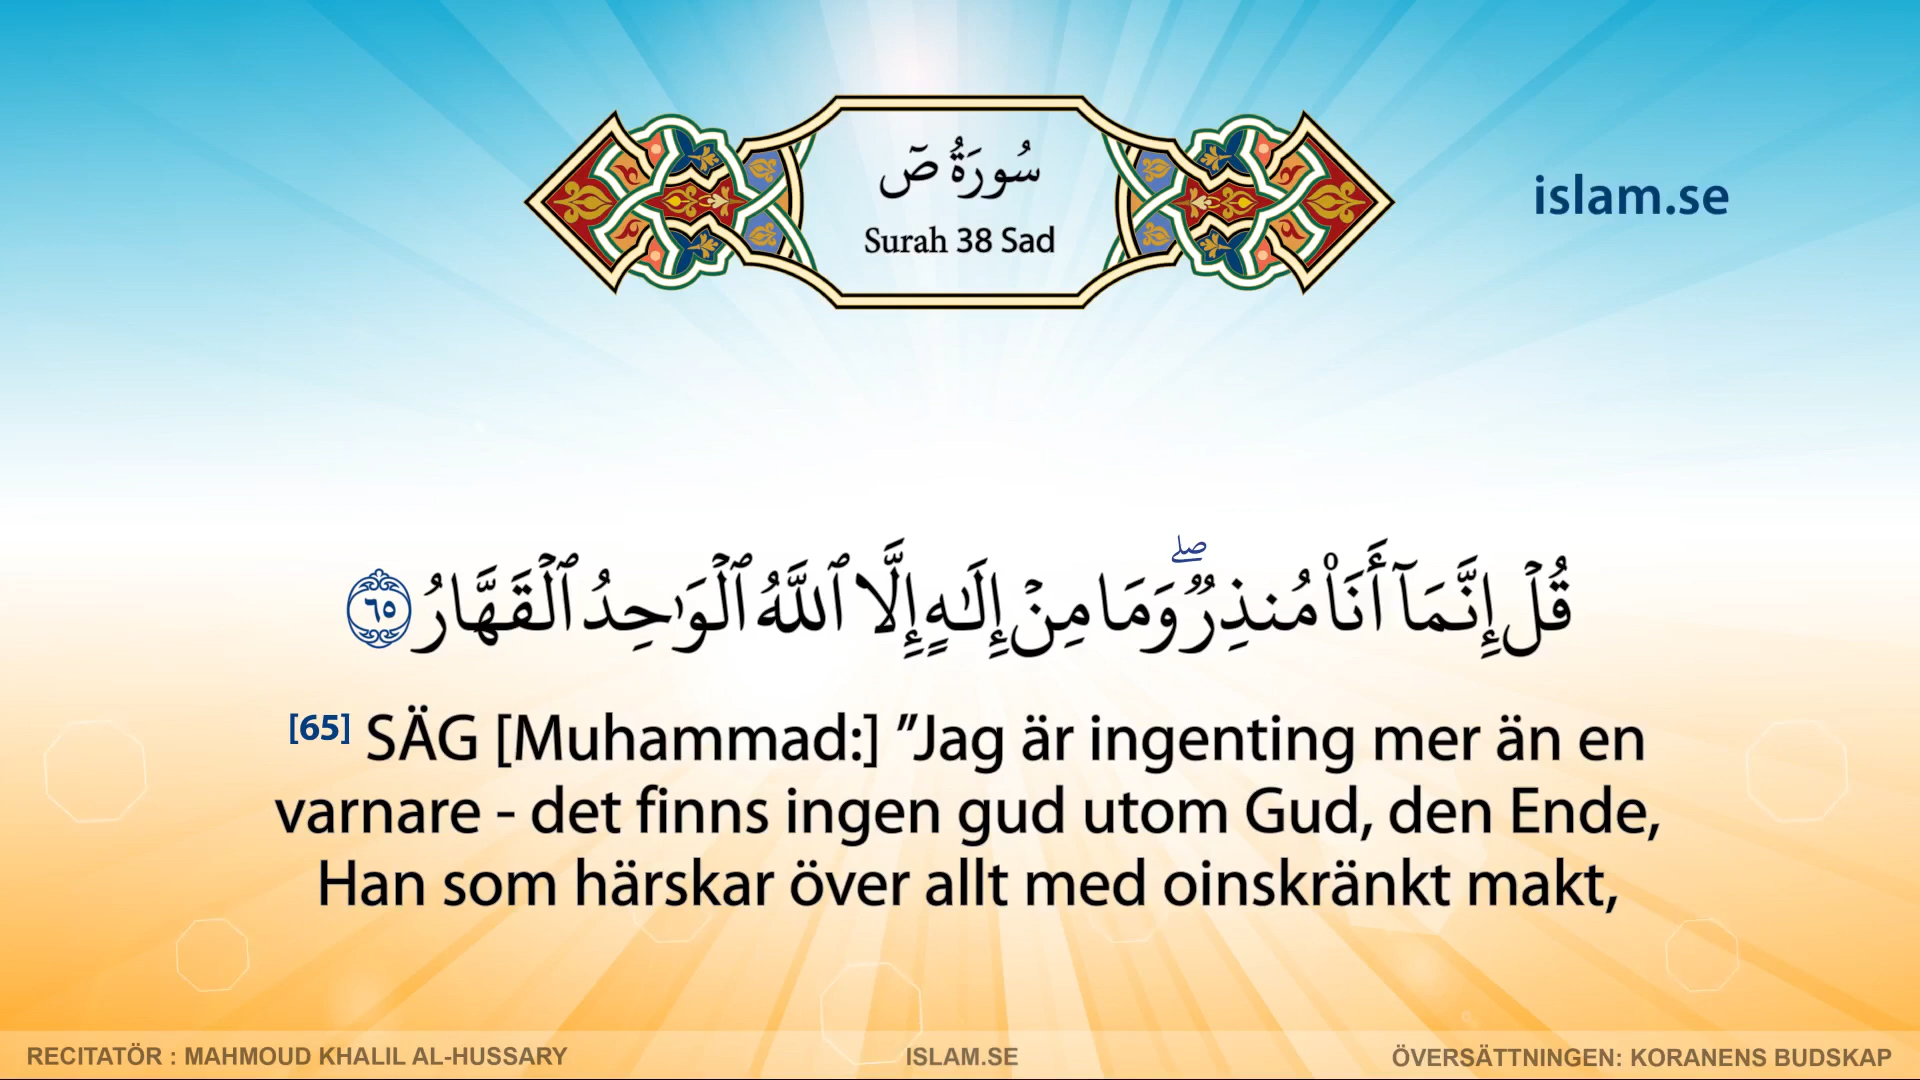 سُورَةُ صٓ
Surah 38 Sad
islam.se
قُلۡ إِنَّمَآ أَنَا۠ مُنذِرٞۖ وَمَا مِنۡ إِلَٰهٍ إِلَّا ٱللَّهُ ٱلۡوَٰحِدُ ٱلۡقَهَّارُ ٦٥
[65] SÄG [Muhammad:] ”Jag är ingenting mer än en
varnare - det finns ingen gud utom Gud, den Ende,
Han som härskar över allt med oinskränkt makt,
RECITATÖR : MAHMOUD KHALIL AL-HUSSARY
ISLAM.SE
ÖVERSÄTTNINGEN: KORANENS BUDSKAP